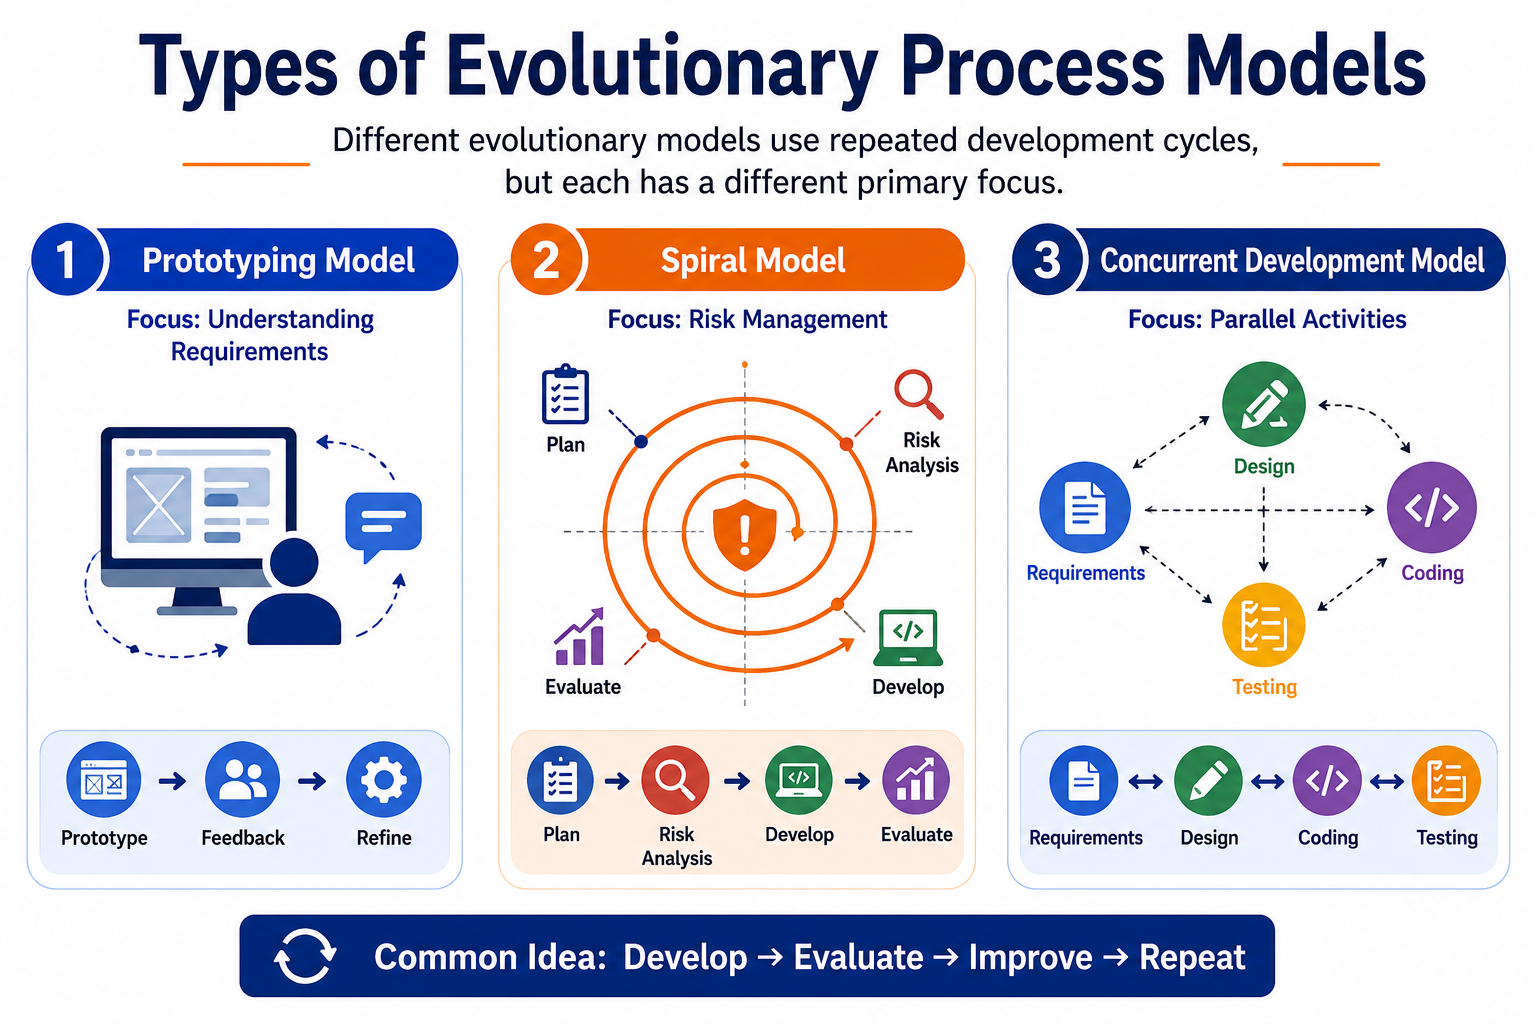 Types of Evolutionary Process Models
Different evolutionary models use repeated development cycles,
but each has a different primary focus.
1
Prototyping Model
Focus: Understanding
Requirements
Prototype
Feedback
Refine
2
Spiral Model
Focus: Risk Management
Plan
Risk
Analysis
!
</>
Evaluate
Develop
</>
Plan
Risk
Analysis
Develop
Evaluate
3
Concurrent Development Model
Focus: Parallel Activities
Design
</>
Requirements
Coding
Testing
</>
Requirements
Design
Coding
Testing
Common Idea: Develop → Evaluate → Improve → Repeat